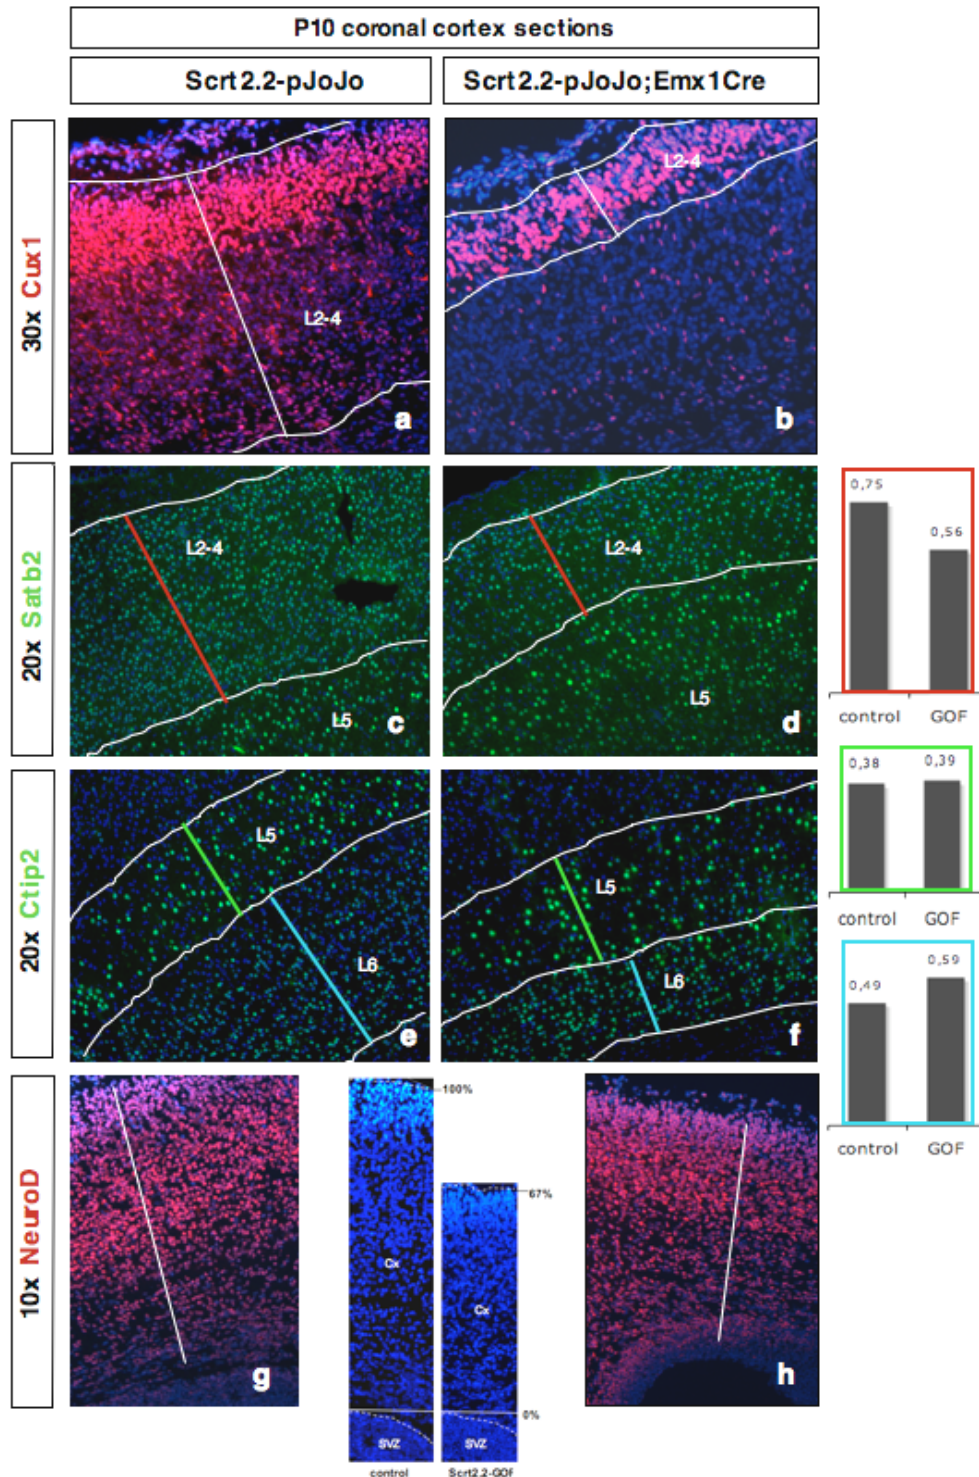 P10 coronal cortex sections
Scrt2.2-pJoJo
Scrt2.2-pJoJo;Emx1Cre
30x Cux1
L2-4
a
L2-4
b
20x Satb2
L2-4
L5
c
L2-4
L5
d
0,75
0,56
control GOF
20x Ctip2
L5
L6
e
L5
L6
f
0,38
0,39
control GOF
0,49
0,59
control GOF
10x NeuroD
g
100%
67%
Cx
Cx
0%
SVZ
SVZ
control
Scrt2.2-GOF
h